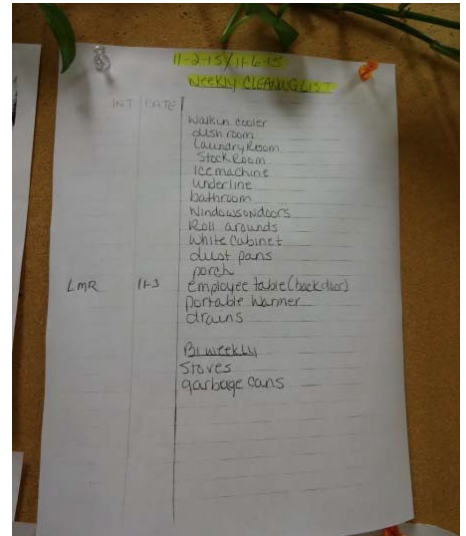 11-2-15/11-6-15
Weekly CLEANING LIST
INT DATE
Walkin cooler
dish room
Laundry Room
Stock Room
Ice machine
underline
bathroom
Windows on doors
Roll arounds
White Cabinet
dust pans
porch
LMR 11-3 employee table (back door)
Portable Warmer
drains
Bi weekly
Stoves
garbage cans